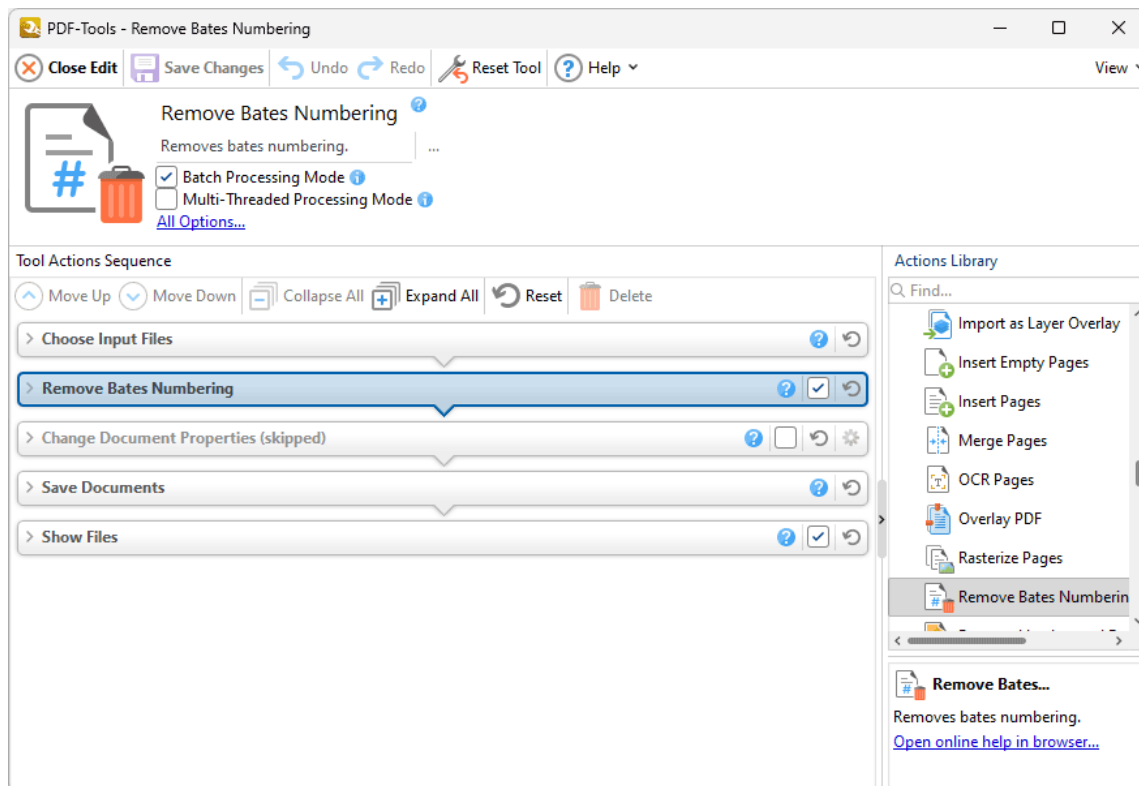 PDF-Tools - Remove Bates Numbering
Close Edit Save Changes Undo Redo Reset Tool ? Help View
Remove Bates Numbering ?
Removes bates numbering. ...
#
Batch Processing Mode i
Multi-Threaded Processing Mode i
All Options...
Tool Actions Sequence
Move Up Move Down Collapse All Expand All Reset Delete
Choose Input Files ?
Remove Bates Numbering ?
Change Document Properties (skipped) ?
Save Documents ?
Show Files ?
Actions Library
Find...
Import as Layer Overlay
Insert Empty Pages
Insert Pages
Merge Pages
OCR Pages
Overlay PDF
Rasterize Pages
Remove Bates Numberin
Remove Bates...
Removes bates numbering.
Open online help in browser...